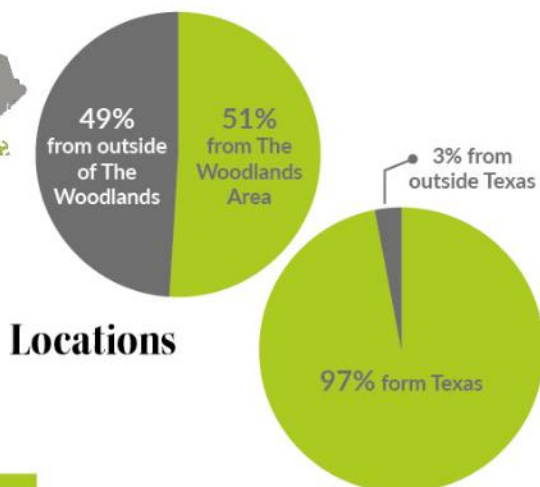 49%
from outside
of The
Woodlands
51%
from The
Woodlands
Area
3% from
outside Texas
Locations
97% form Texas